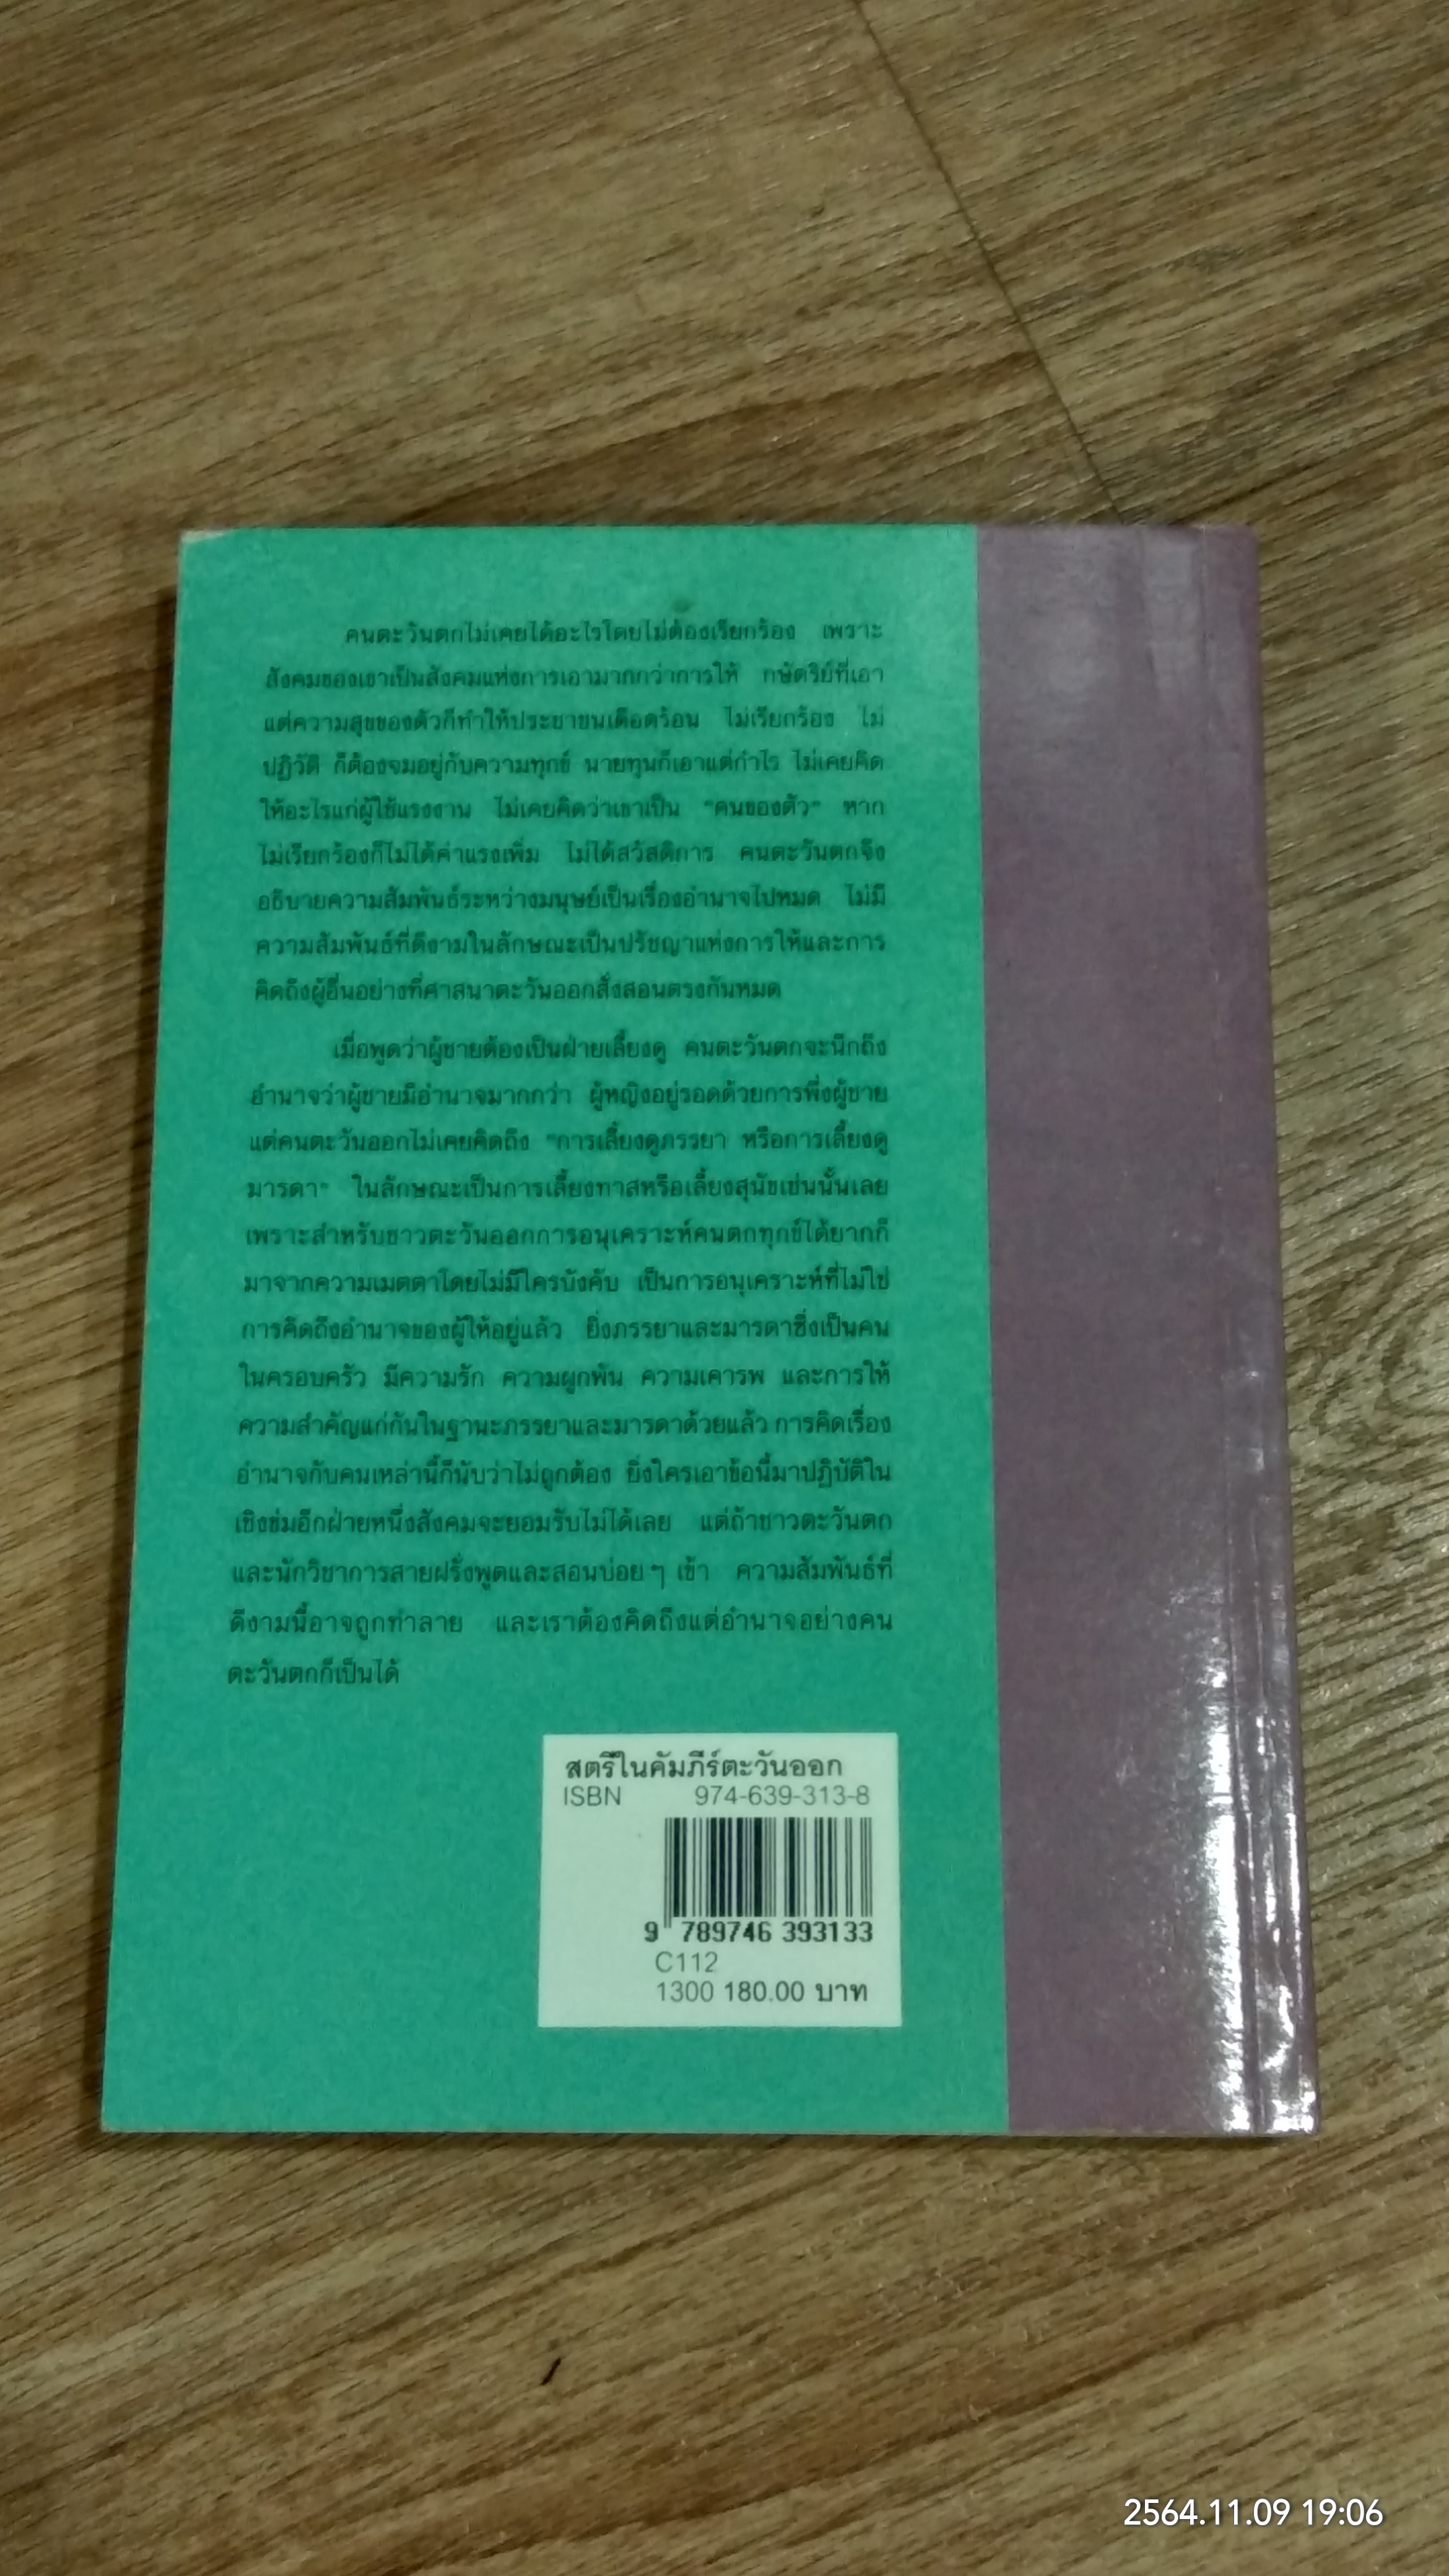 คนตะวันตกไม่เคยได้อะไรโดยไม่ต้องเรียกร้อง เพราะ
สังคมของเขาเป็นสังคมแห่งการเอามากกว่าการให้ กษัตริย์ที่เอา
แต่ความสุขของตัวก็ทำให้ประชาชนเดือดร้อน ไม่เรียกร้อง ไม่
ปฏิวัติ ก็ต้องจมอยู่กับความทุกข์ นายทุนก็เอาแต่กำไร ไม่เคยคิด
ให้อะไรแก่ผู้ใช้แรงงาน ไม่เคยคิดว่าเขาเป็น "คนของตัว" หาก
ไม่เรียกร้องก็ไม่ได้ค่าแรงเพิ่ม ไม่ได้สวัสดิการ คนตะวันตกจึง
อธิบายความสัมพันธ์ระหว่างมนุษย์เป็นเรื่องอำนาจไปหมด ไม่มี
ความสัมพันธ์ที่ดีงามในลักษณะเป็นปรัชญาแห่งการให้และการ
คิดถึงผู้อื่นอย่างที่ศาสนาตะวันออกสั่งสอนตรงกันหมด
เมื่อพูดว่าผู้ชายต้องเป็นฝ่ายเลี้ยงดู คนตะวันตกจะนึกถึง
อำนาจว่าผู้ชายมีอำนาจมากกว่า ผู้หญิงอยู่รอดด้วยการพึ่งผู้ชาย
แต่คนตะวันออกไม่เคยคิดถึง "การเลี้ยงดูภรรยา หรือการเลี้ยงดู
มารดา" ในลักษณะเป็นการเลี้ยงทาสหรือเลี้ยงสุนัขเช่นนั้นเลย
เพราะสำหรับชาวตะวันออกการอนุเคราะห์คนตกทุกข์ได้ยากก็
มาจากความเมตตาโดยไม่มีใครบังคับ เป็นการอนุเคราะห์ที่ไม่ใช่
การคิดถึงอำนาจของผู้ให้อยู่แล้ว ยิ่งภรรยาและมารดาซึ่งเป็นคน
ในครอบครัว มีความรัก ความผูกพัน ความเคารพ และการให้
ความสำคัญแก่กันในฐานะภรรยาและมารดาด้วยแล้ว การคิดเรื่อง
อำนาจกับคนเหล่านี้ก็นับว่าไม่ถูกต้อง ยิ่งใครเอาข้อนี้มาปฏิบัติใน
เชิงข่มอีกฝ่ายหนึ่งสังคมจะยอมรับไม่ได้เลย แต่ถ้าชาวตะวันตก
และนักวิชาการสายฝรั่งพูดและสอนบ่อยๆ เข้า ความสัมพันธ์ที่
ดีงามนี้อาจถูกทำลาย และเราต้องคิดถึงแต่อำนาจอย่างคน
ตะวันตกก็เป็นได้
สตรีในคัมภีร์ตะวันออก
ISBN 974-639-313-8
9 789746 393133
C112
1300 180.00 บาท
2564.11.09 19:06